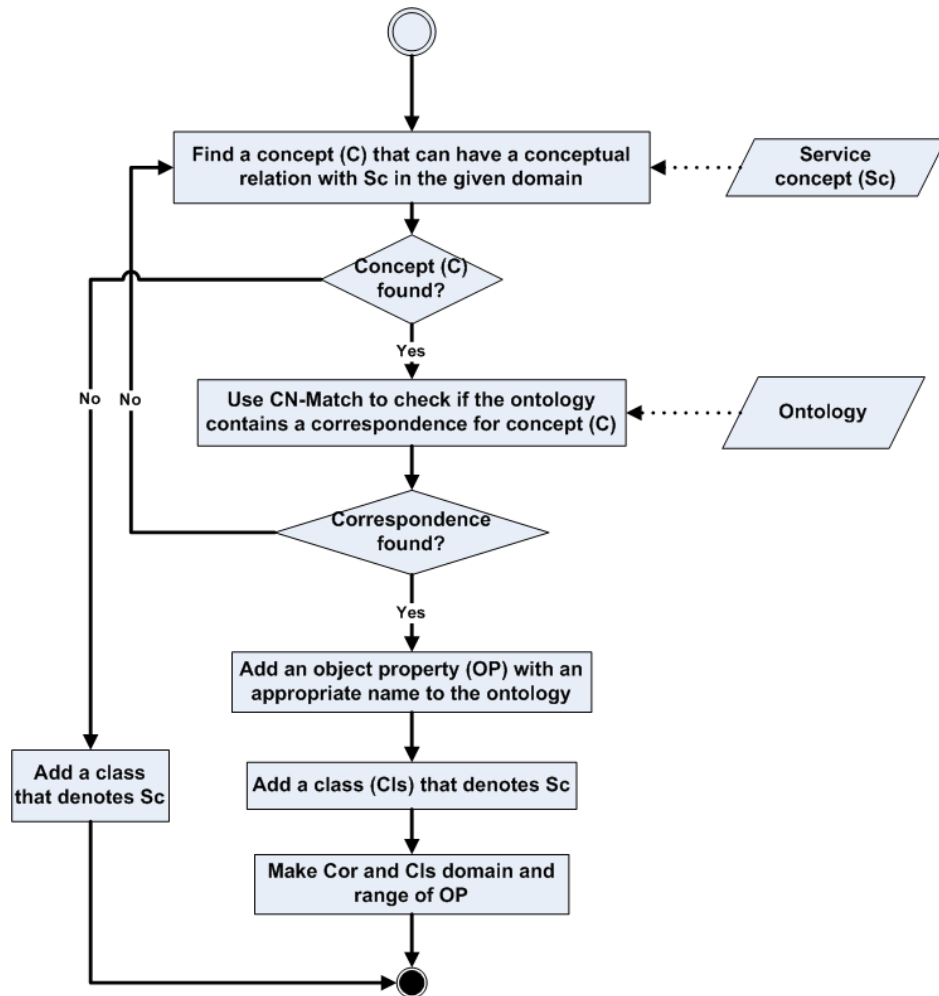 Find a concept (C) that can have a conceptual
relation with Sc in the given domain
Service
concept (Sc)
Concept (C)
found?
Yes
No
No
Use CN-Match to check if the ontology
contains a correspondence for concept (C)
Ontology
Correspondence
found?
Yes
Add an object property (OP) with an
appropriate name to the ontology
Add a class
that denotes Sc
Add a class (Cls) that denotes Sc
Make Cor and Cls domain and
range of OP